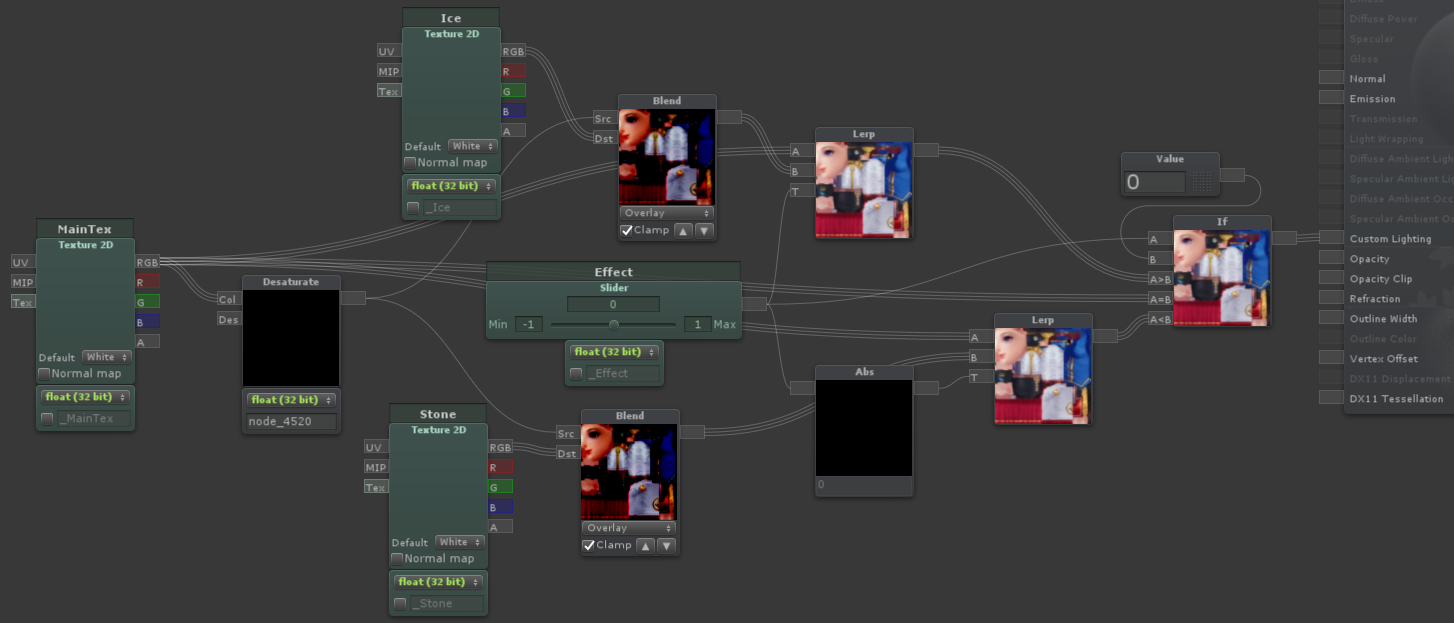 Ice
Texture 2D
UV
RGB
MIP
R
Tex
G
B
A
Default
White
Normal map
float (32 bit)
_Ice
MainTex
Texture 2D
UV
RGB
MIP
R
Tex
G
B
A
Default
White
Normal map
float (32 bit)
_MainTex
Desaturate
Col
Des
float (32 bit)
node_4520
Blend
Src
Dst
Overlay
Clamp
Effect
Slider
0
Min
-1
1
Max
float (32 bit)
_Effect
Stone
Texture 2D
UV
RGB
MIP
R
Tex
G
B
A
Default
White
Normal map
float (32 bit)
_Stone
Blend
Src
Dst
Overlay
Clamp
Lerp
A
B
T
Abs
0
Lerp
A
B
T
Value
0
If
A
B
A>B
A=B
A<B
Diffuse Power
Specular
Gloss
Normal
Emission
Transmission
Light Wrapping
Diffuse Ambient
Specular Ambient
Diffuse Ambient
Specular Ambient
Custom Lighting
Opacity
Opacity Clip
Refraction
Outline Width
Outline Color
Vertex Offset
DX11 Displacement
DX11 Tessellation